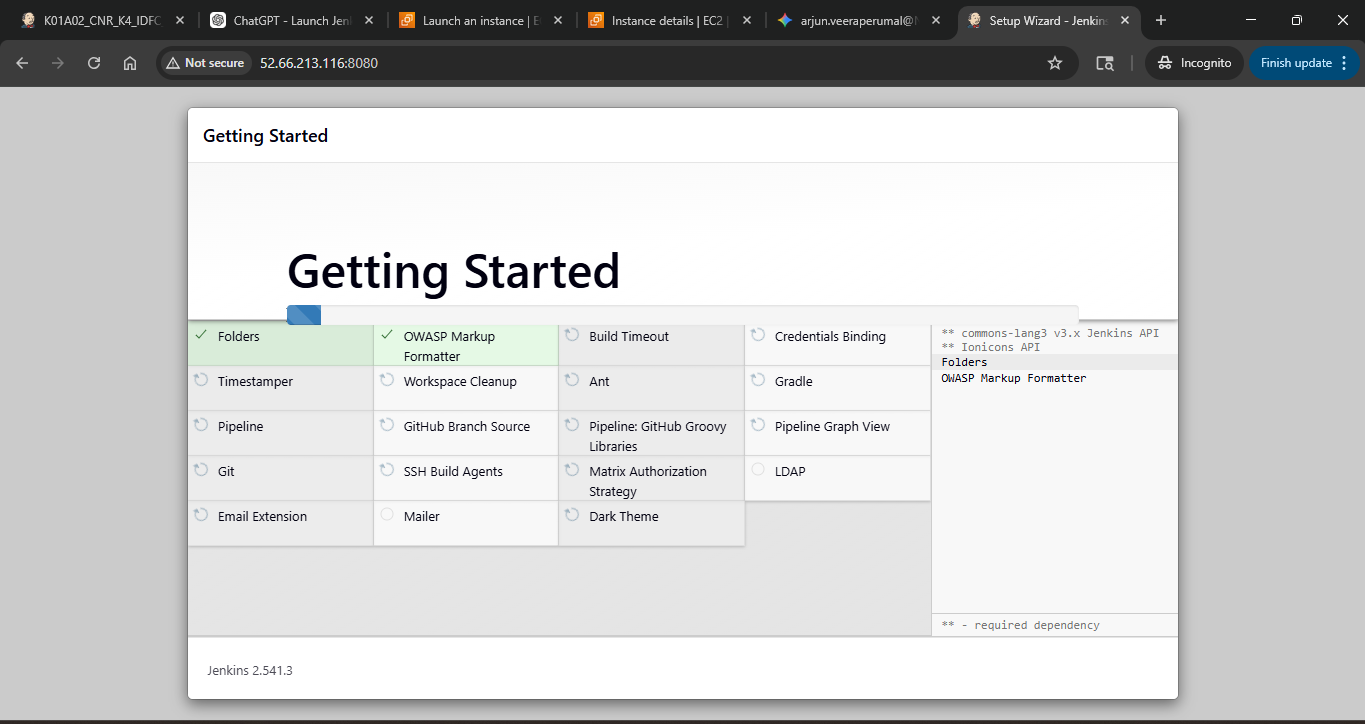 K01A02_CNR_K4_IDFC
ChatGPT - Launch Jen
Launch an instance | E
Instance details | EC2 |
arjun.veeraperumal@
Setup Wizard - Jenkins
Not secure
52.66.213.116:8080
Incognito
Finish update
Getting Started
Getting Started
Folders
OWASP Markup
Formatter
Build Timeout
Credentials Binding
Timestamper
Workspace Cleanup
Ant
Gradle
Pipeline
GitHub Branch Source
Pipeline: GitHub Groovy
Libraries
Pipeline Graph View
Git
SSH Build Agents
Matrix Authorization
Strategy
LDAP
Email Extension
Mailer
Dark Theme
** commons-lang3 v3.x Jenkins API
** Ionicons API
Folders
OWASP Markup Formatter
** - required dependency
Jenkins 2.541.3